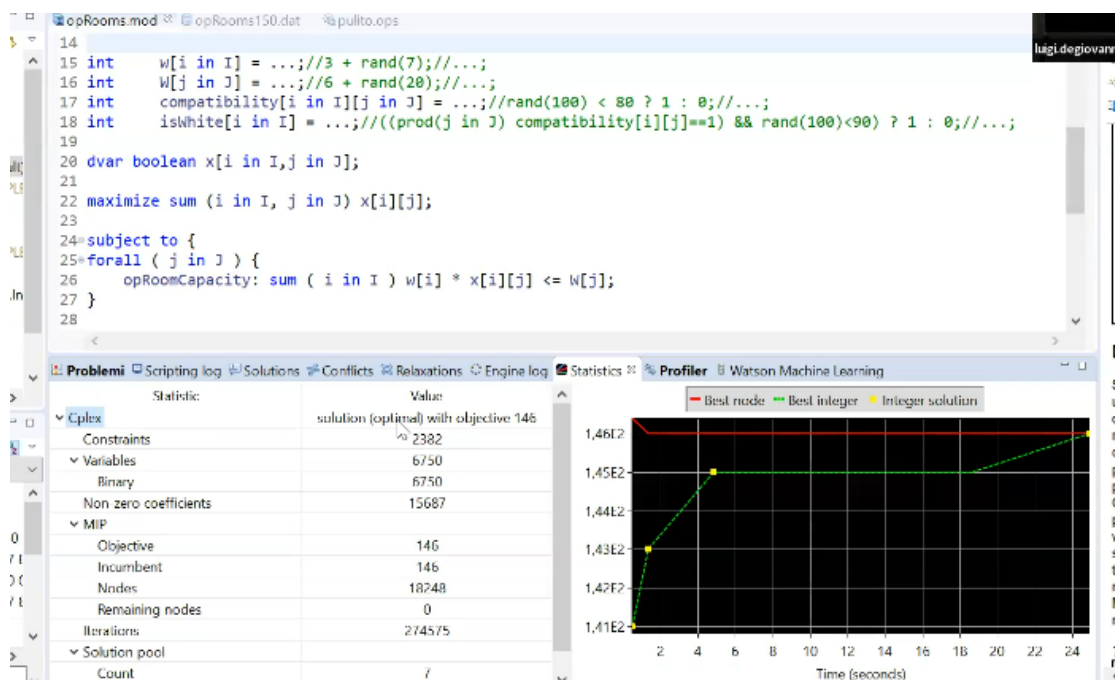 opRooms.mod opRooms150.dat pulito.ops
luigi.degiovann
14
15 int w[i in I] = ...;//3 + rand(7);//...;
16 int W[j in J] = ...;//6 + rand(20);//...;
17 int compatibility[i in I][j in J] = ...;//rand(100) < 80 ? 1 : 0;//...;
18 int isWhite[i in I] = ...;//((prod(j in J) compatibility[i][j]==1) && rand(100)<90) ? 1 : 0;//...;
19
20 dvar boolean x[i in I,j in J];
21
22 maximize sum (i in I, j in J) x[i][j];
23
24 subject to {
25 forall ( j in J ) {
26 opRoomCapacity: sum ( i in I ) w[i] * x[i][j] <= W[j];
27 }
28
Problemi Scripting log Solutions Conflicts Relaxations Engine log Statistics Profiler Watson Machine Learning
Statistic Value
Cplex solution (optimal) with objective 146
Constraints 2382
Variables 6750
Binary 6750
Non zero coefficients 15687
MIP
Objective 146
Incumbent 146
Nodes 18248
Remaining nodes 0
Iterations 274575
Solution pool
Count 7
Best node Best integer Integer solution
1,46E2
1,45E2
1,44E2
1,43E2
1,42E2
1,41E2
2 4 6 8 10 12 14 16 18 20 22 24
Time (seconds)